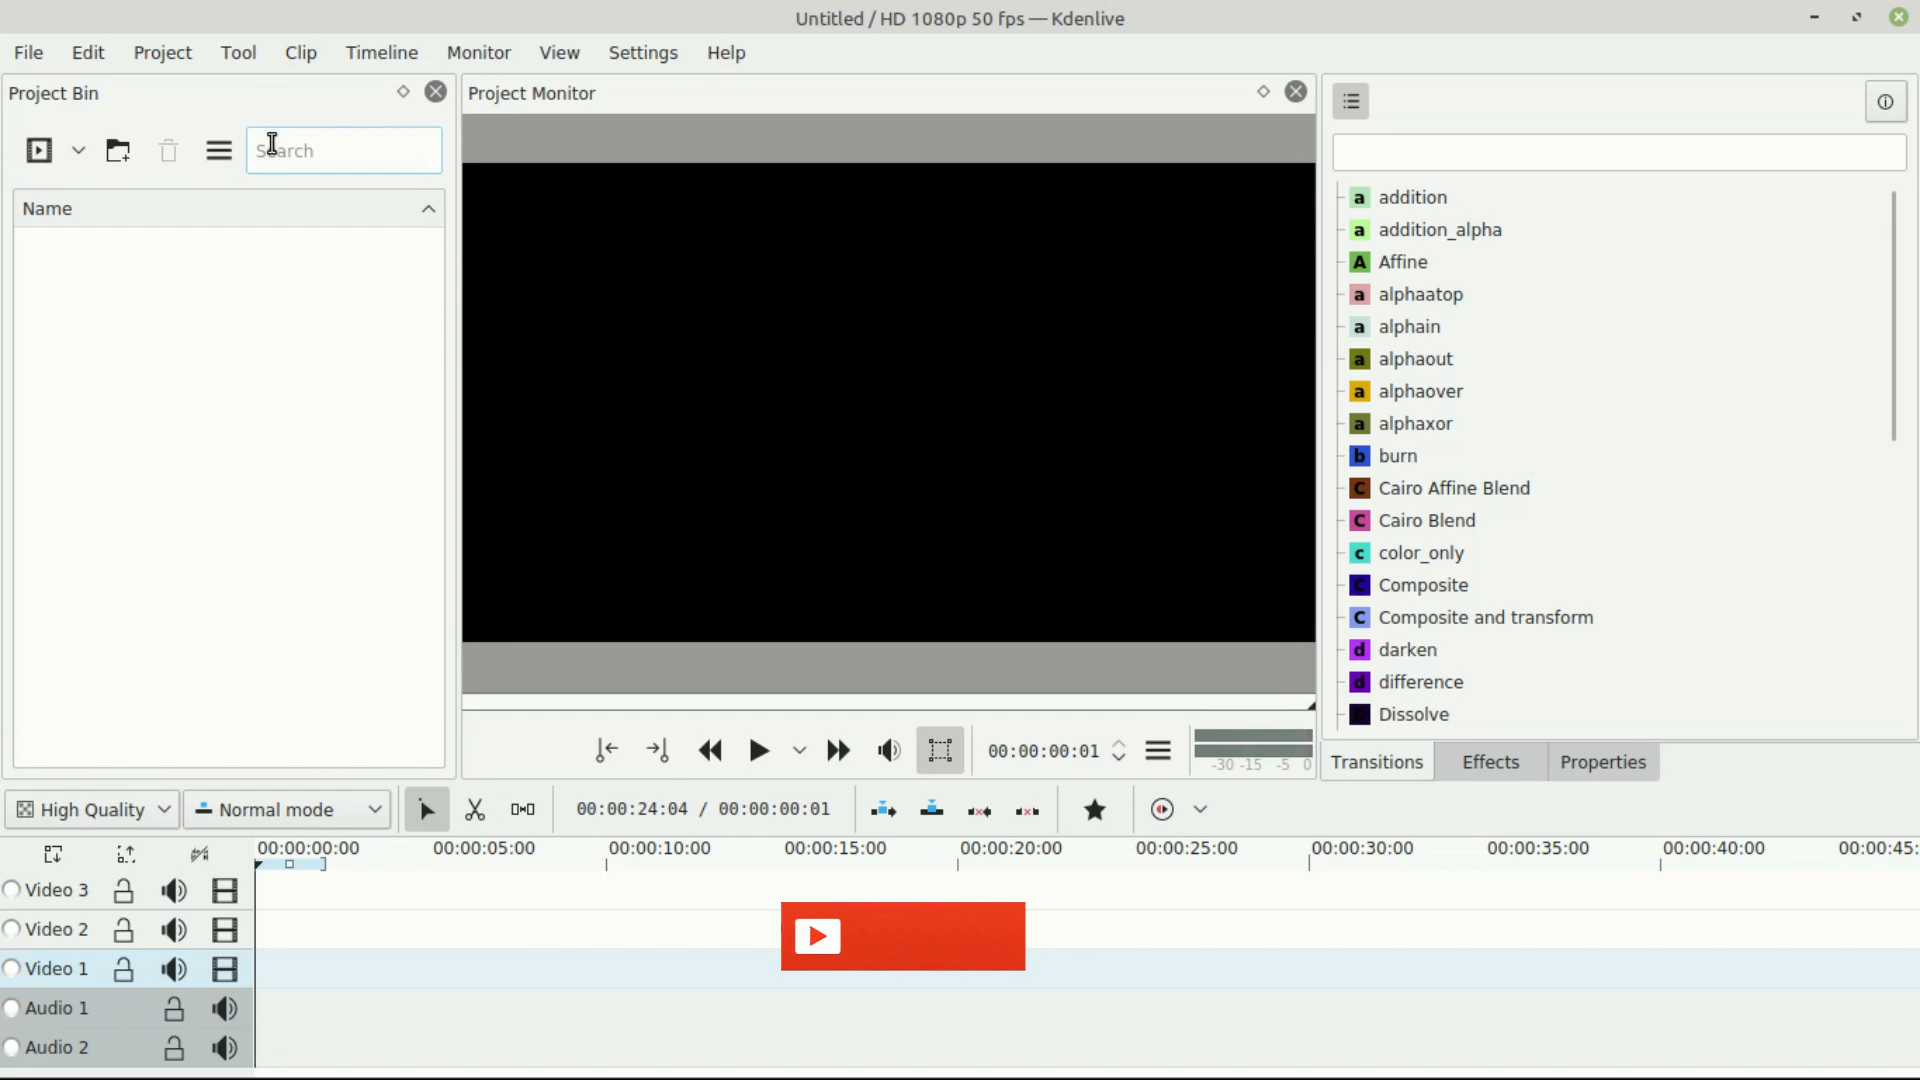 Untitled / HD 1080p 50 fps — Kdenlive
File Edit Project Tool Clip Timeline Monitor View Settings Help
Project Bin
Project Monitor
Search
Name
addition
addition_alpha
Affine
alphaatop
alphain
alphaout
alphaover
alphaxor
burn
Cairo Affine Blend
Cairo Blend
color_only
Composite
Composite and transform
darken
difference
Dissolve
00:00:00:01
-30 -15 -5 0
Transitions Effects Properties
High Quality Normal mode 00:00:24:04 / 00:00:00:01
00:00:00:00 00:00:05:00 00:00:10:00 00:00:15:00 00:00:20:00 00:00:25:00 00:00:30:00 00:00:35:00 00:00:40:00 00:00:45:
Video 3
Video 2
Video 1
Audio 1
Audio 2